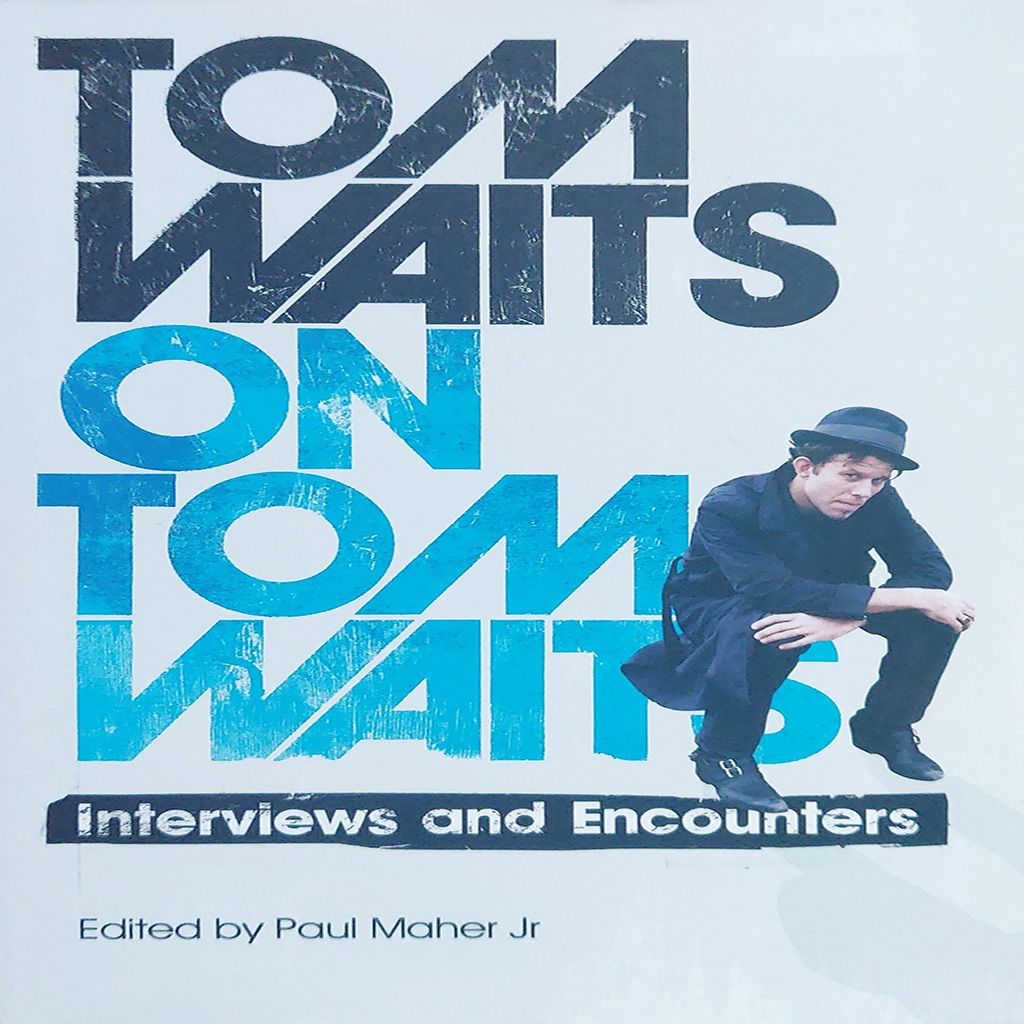 TOM
WAITS
ON
TOM
WAITS
Interviews and Encounters
Edited by Paul Maher Jr